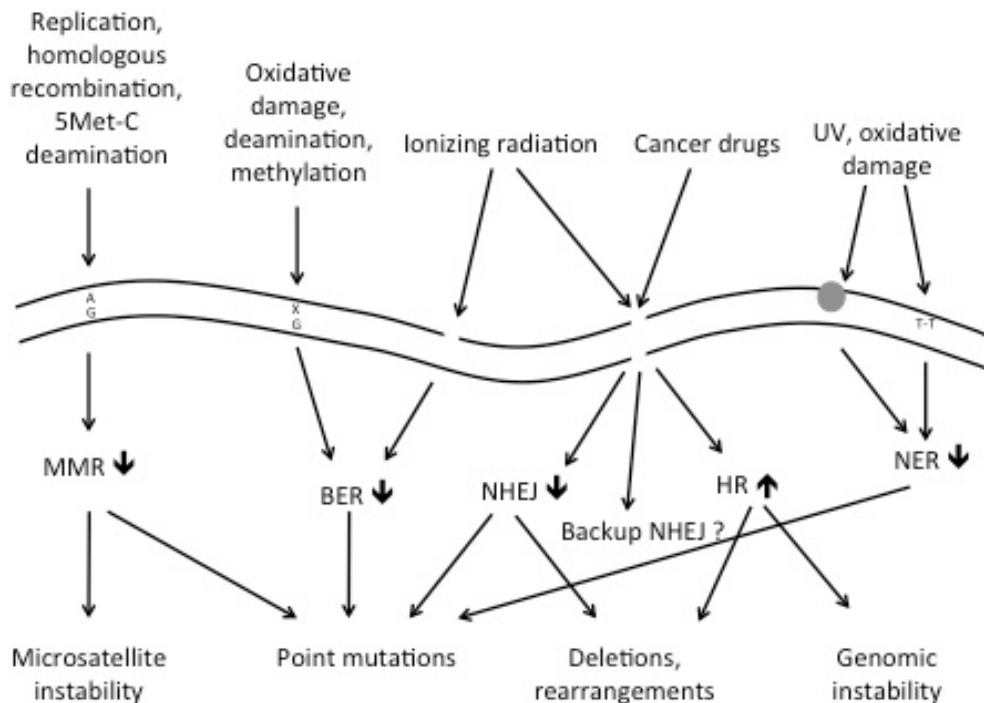 Replication,
homologous
recombination,
5Met-C
deamination
Oxidative
damage,
deamination,
methylation
Ionizing radiation
Cancer drugs
UV, oxidative
damage
A
G
X
G
T-T
MMR
BER
NHEJ
Backup NHEJ ?
HR
NER
Microsatellite
instability
Point mutations
Deletions,
rearrangements
Genomic
instability